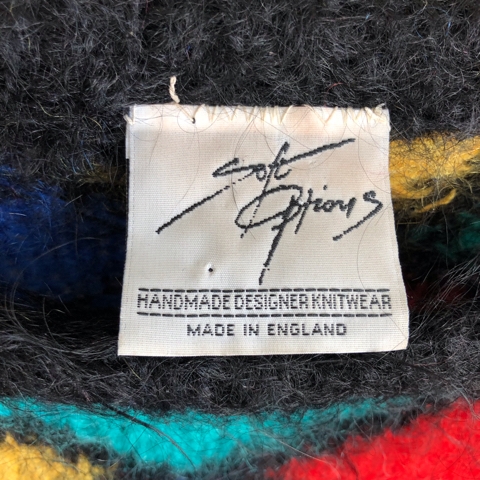 Soft
Options
HANDMADE DESIGNER KNITWEAR
MADE IN ENGLAND